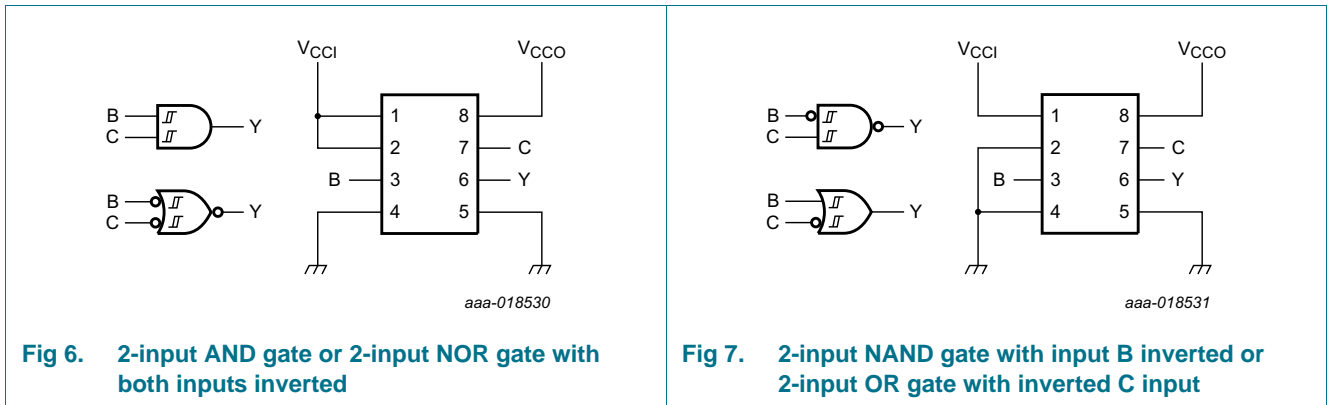 VCCI
VCCO
B
C
Y
B
C
Y
1
2
3
4
8
7
6
5
B
C
Y
aaa-018530
Fig 6. 2-input AND gate or 2-input NOR gate with
both inputs inverted
VCCI
VCCO
B
C
Y
B
C
Y
1
2
3
4
8
7
6
5
B
C
Y
aaa-018531
Fig 7. 2-input NAND gate with input B inverted or
2-input OR gate with inverted C input